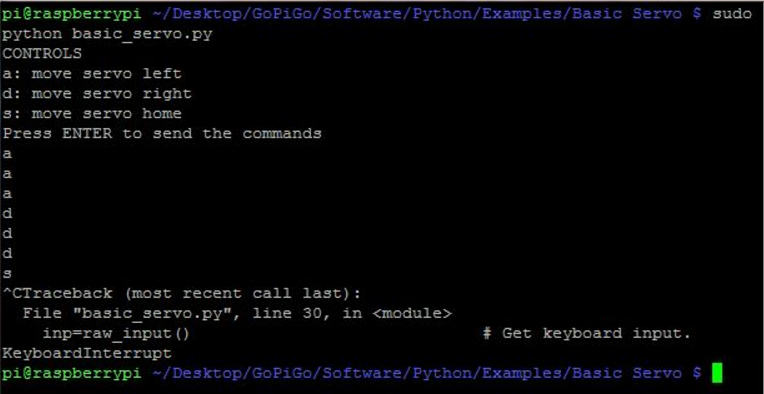 pi@raspberrypi ~/Desktop/GoPiGo/Software/Python/Examples/Basic Servo $ sudo
python basic_servo.py
CONTROLS
a: move servo left
d: move servo right
s: move servo home
Press ENTER to send the commands
a
a
a
d
d
d
s
^CTraceback (most recent call last):
  File "basic_servo.py", line 30, in <module>
    inp=raw_input()                             # Get keyboard input.
KeyboardInterrupt
pi@raspberrypi ~/Desktop/GoPiGo/Software/Python/Examples/Basic Servo $